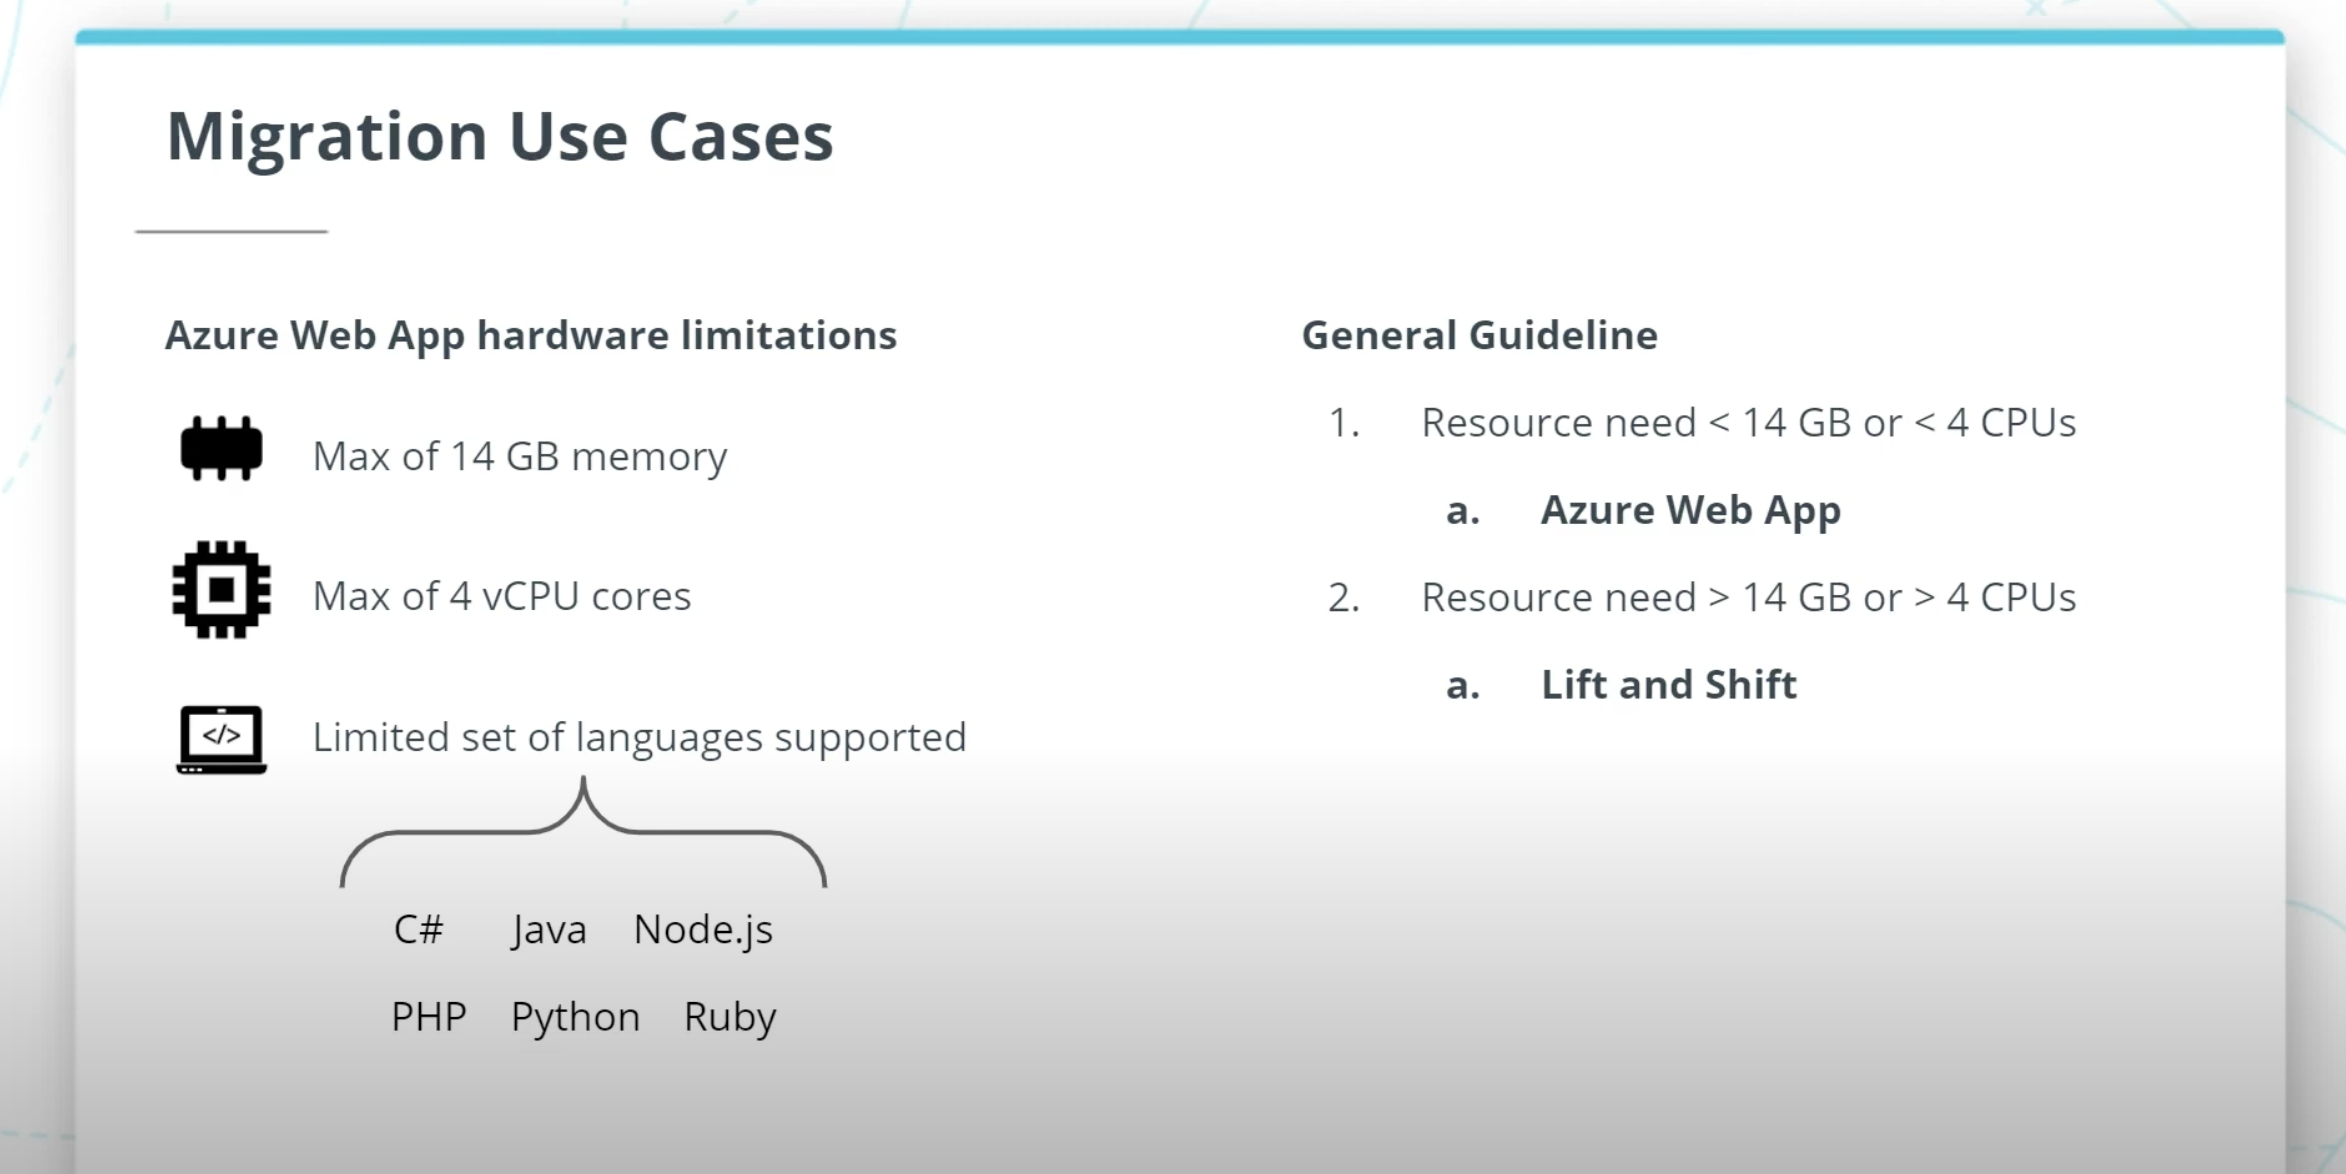 Migration Use Cases
Azure Web App hardware limitations
Max of 14 GB memory
Max of 4 vCPU cores
</>
Limited set of languages supported
C# Java Node.js
PHP Python Ruby
General Guideline
1. Resource need < 14 GB or < 4 CPUs
a. Azure Web App
2. Resource need > 14 GB or > 4 CPUs
a. Lift and Shift